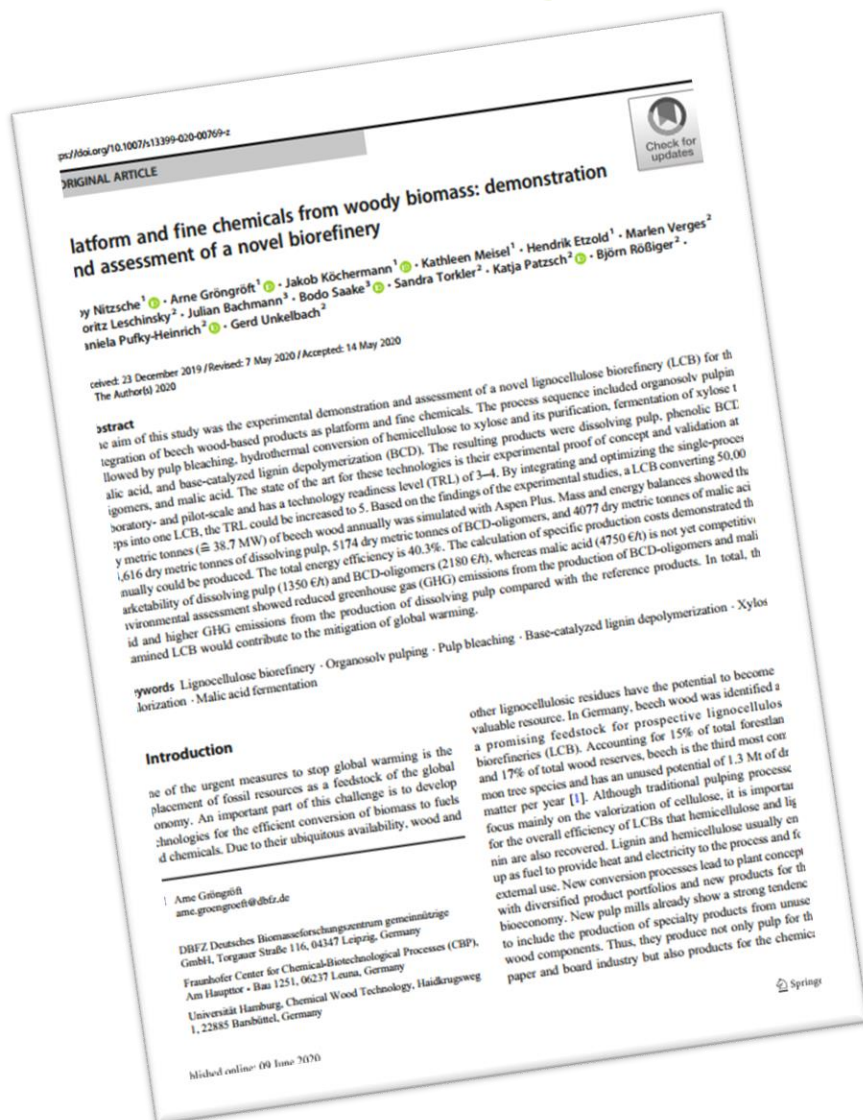 ps://doi.org/10.1007/s13399-020-00769-z
ORIGINAL ARTICLE
Check for
updates
latform and fine chemicals from woody biomass: demonstration
nd assessment of a novel biorefinery
y Nitzsche1 · Arne Gröngröft1 · Jakob Köchermann1 · Kathleen Meisel1 · Hendrik Etzold1 · Marlen Verges2
oritz Leschinsky2 · Julian Bachmann3 · Bodo Saake3 · Sandra Torkler2 · Katja Patzsch2 · Björn Rößiger2 ·
aniela Pufky-Heinrich2 · Gerd Unkelbach2
ceived: 23 December 2019 / Revised: 7 May 2020 / Accepted: 14 May 2020
The Author(s) 2020
bstract
e aim of this study was the experimental demonstration and assessment of a novel lignocellulose biorefinery (LCB) for th
tegration of beech wood-based products as platform and fine chemicals. The process sequence included organosolv pulpin
llowed by pulp bleaching, hydrothermal conversion of hemicellulose to xylose and its purification, fermentation of xylose t
alic acid, and base-catalyzed lignin depolymerization (BCD). The resulting products were dissolving pulp, phenolic BCD
igomers, and malic acid. The state of the art for these technologies is their experimental proof of concept and validation at
boratory- and pilot-scale and has a technology readiness level (TRL) of 3–4. By integrating and optimizing the single-proces
eps into one LCB, the TRL could be increased to 5. Based on the findings of the experimental studies, a LCB converting 50,00
y metric tonnes (≙ 38.7 MW) of beech wood annually was simulated with Aspen Plus. Mass and energy balances showed tha
,616 dry metric tonnes of dissolving pulp, 5174 dry metric tonnes of BCD-oligomers, and 4077 dry metric tonnes of malic aci
nually could be produced. The total energy efficiency is 40.3%. The calculation of specific production costs demonstrated th
arketability of dissolving pulp (1350 €/t) and BCD-oligomers (2180 €/t), whereas malic acid (4750 €/t) is not yet competitive
vironmental assessment showed reduced greenhouse gas (GHG) emissions from the production of BCD-oligomers and mali
id and higher GHG emissions from the production of dissolving pulp compared with the reference products. In total, th
amined LCB would contribute to the mitigation of global warming.
ywords Lignocellulose biorefinery · Organosolv pulping · Pulp bleaching · Base-catalyzed lignin depolymerization · Xylos
lorization · Malic acid fermentation
Introduction
ne of the urgent measures to stop global warming is the
placement of fossil resources as a feedstock of the global
onomy. An important part of this challenge is to develop
chnologies for the efficient conversion of biomass to fuels
d chemicals. Due to their ubiquitous availability, wood and
Arne Gröngröft
arne.groengroeft@dbfz.de
DBFZ Deutsches Biomasseforschungszentrum gemeinnützige
GmbH, Torgauer Straße 116, 04347 Leipzig, Germany
Fraunhofer Center for Chemical-Biotechnological Processes (CBP),
Am Haupttor • Bau 1251, 06237 Leuna, Germany
Universität Hamburg, Chemical Wood Technology, Haidkrugsweg
1, 22885 Barsbüttel, Germany
blished online: 09 June 2020
other lignocellulosic residues have the potential to become
valuable resource. In Germany, beech wood was identified a
a promising feedstock for prospective lignocellulos
biorefineries (LCB). Accounting for 15% of total forestlan
and 17% of total wood reserves, beech is the third most com
mon tree species and has an unused potential of 1.3 Mt of dr
matter per year [1]. Although traditional pulping processe
focus mainly on the valorization of cellulose, it is importan
for the overall efficiency of LCBs that hemicellulose and lig
nin are also recovered. Lignin and hemicellulose usually en
up as fuel to provide heat and electricity to the process and fo
external use. New conversion processes lead to plant concept
with diversified product portfolios and new products for th
bioeconomy. New pulp mills already show a strong tendenc
to include the production of specialty products from unuse
wood components. Thus, they produce not only pulp for th
paper and board industry but also products for the chemica
Springe